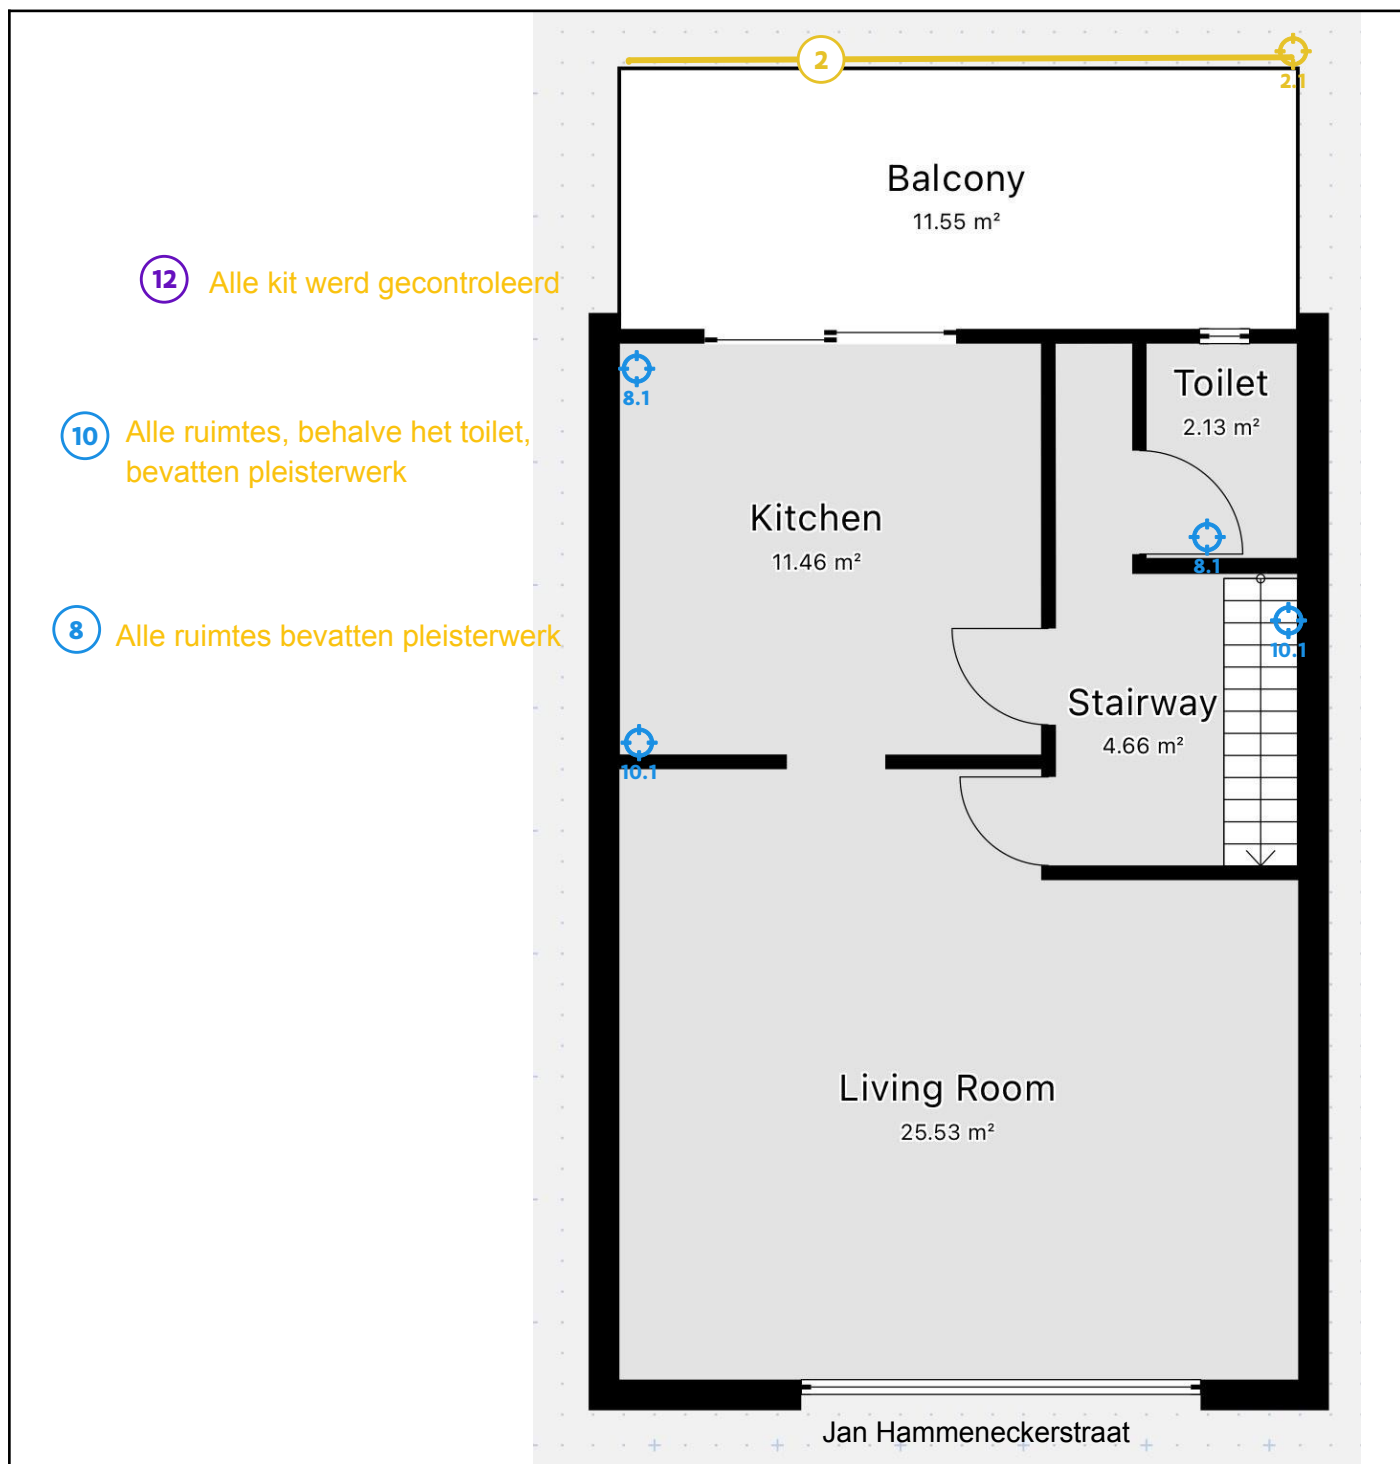 2
2.1
Balcony
11.55 m²
12 Alle kit werd gecontroleerd
8.1
Toilet
2.13 m²
10 Alle ruimtes, behalve het toilet,
bevatten pleisterwerk
Kitchen
11.46 m²
8.1
8 Alle ruimtes bevatten pleisterwerk
10.1
Stairway
4.66 m²
10.1
Living Room
25.53 m²
Jan Hammeneckerstraat